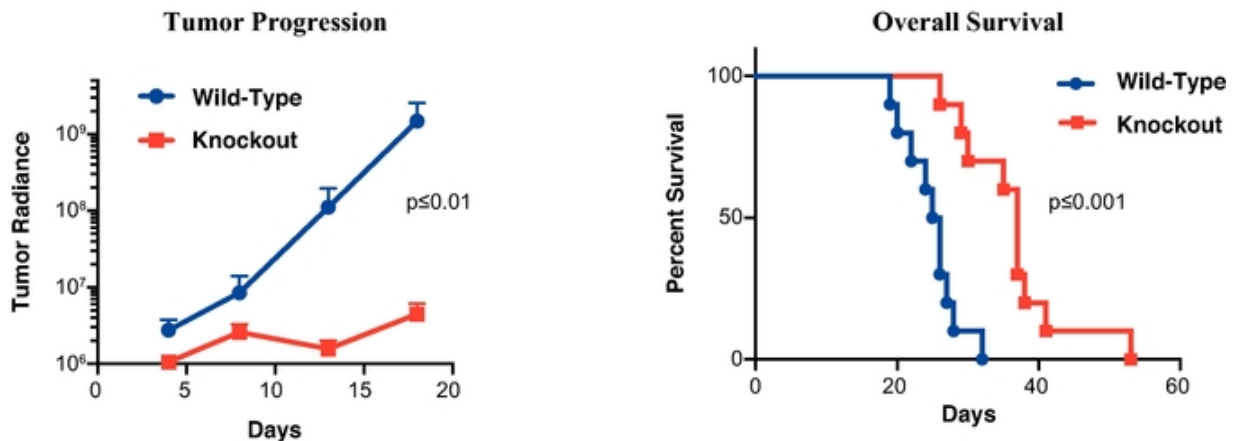 Tumor Progression
Tumor Radiance
10⁹
10⁸
10⁷
10⁶
0
5
10
15
20
Days
Wild-Type
Knockout
p≤0.01
Overall Survival
Percent Survival
100
50
0
0
20
40
60
Days
Wild-Type
Knockout
p≤0.001